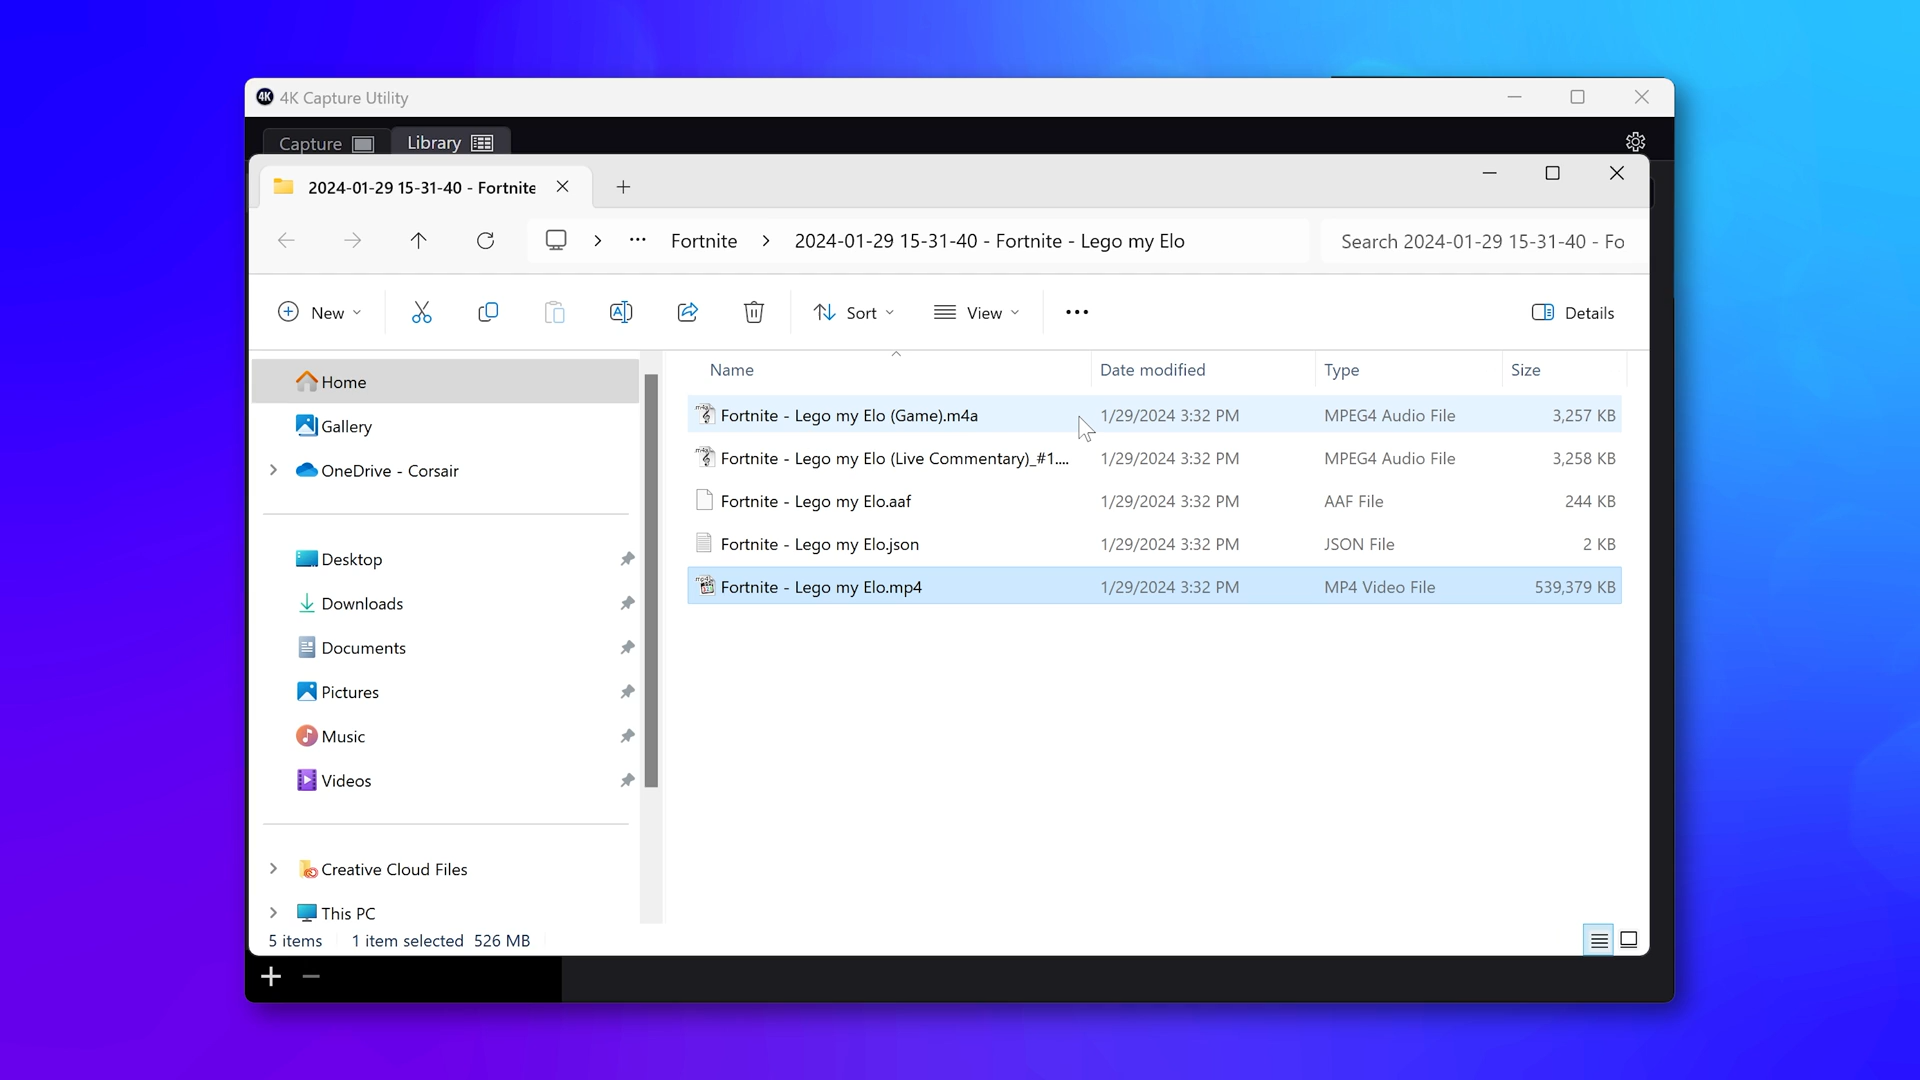 4K 4K Capture Utility
Capture Library
2024-01-29 15-31-40 - Fortnite
Fortnite 2024-01-29 15-31-40 - Fortnite - Lego my Elo Search 2024-01-29 15-31-40 - Fo
New Sort View ••• Details
Home
Gallery
OneDrive - Corsair
Desktop
Downloads
Documents
Pictures
Music
Videos
Creative Cloud Files
This PC
Name Date modified Type Size
Fortnite - Lego my Elo (Game).m4a 1/29/2024 3:32 PM MPEG4 Audio File 3,257 KB
Fortnite - Lego my Elo (Live Commentary)_#1.... 1/29/2024 3:32 PM MPEG4 Audio File 3,258 KB
Fortnite - Lego my Elo.aaf 1/29/2024 3:32 PM AAF File 244 KB
Fortnite - Lego my Elo.json 1/29/2024 3:32 PM JSON File 2 KB
Fortnite - Lego my Elo.mp4 1/29/2024 3:32 PM MP4 Video File 539,379 KB
5 items 1 item selected 526 MB